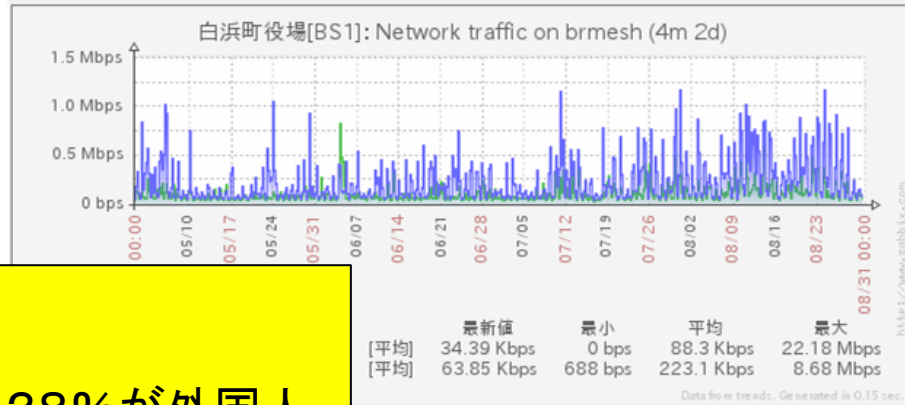 白浜町役場[BS1]: Network traffic on brmesh (4m 2d)
1.5 Mbps
1.0 Mbps
0.5 Mbps
0 bps
00:00
05/10
05/17
05/24
05/31
06/07
06/14
06/21
06/28
07/05
07/12
07/19
07/26
08/02
08/09
08/16
08/23
08/31 00:00
http://www.zabbix.com
最新値 最小 平均 最大
[平均] 34.39 Kbps 0 bps 88.3 Kbps 22.18 Mbps
[平均] 63.85 Kbps 688 bps 223.1 Kbps 8.68 Mbps
Data from trends. Generated in 0.15 sec.
28%が外国人